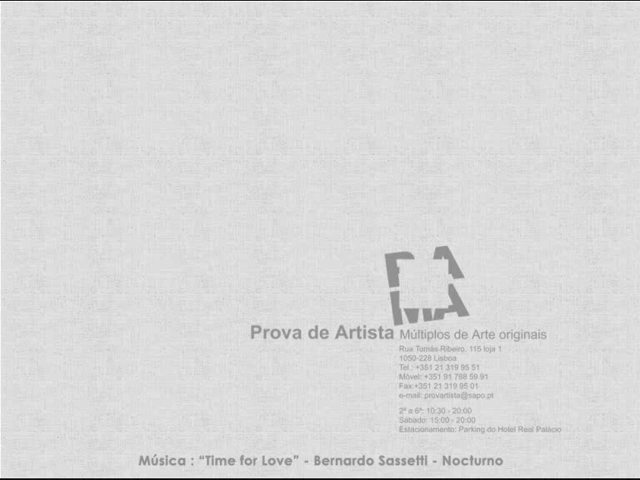 PA
MA
Prova de Artista Múltiplos de Arte originais
Rua Tomás Ribeiro, 115 loja 1
1050-228 Lisboa
Tel.: +351 21 319 95 51
Móvel: +351 91 768 59 91
Fax:+351 21 319 95 01
e-mail: provartista@sapo.pt
2ª a 6ª: 10:30 - 20:00
Sábado: 15:00 - 20:00
Estacionamento: Parking do Hotel Real Palácio
Música : “Time for Love” - Bernardo Sassetti - Nocturno